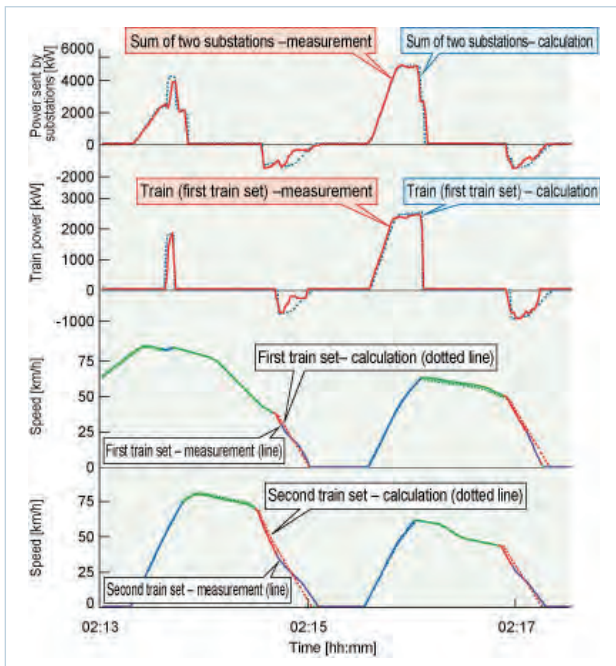 6000
Sum of two substations –measurement
Sum of two substations– calculation
Power sent by
substations [kW]
4000
2000
0
-2000
3000
Train (first train set) –measurement
Train (first train set) – calculation
Train power [kW]
2000
1000
0
-1000
Speed [km/h]
75
First train set– calculation (dotted line)
50
25
First train set – measurement (line)
0
Speed [km/h]
75
Second train set – calculation (dotted line)
50
25
Second train set – measurement (line)
0
02:13
02:15
02:17
Time [hh:mm]